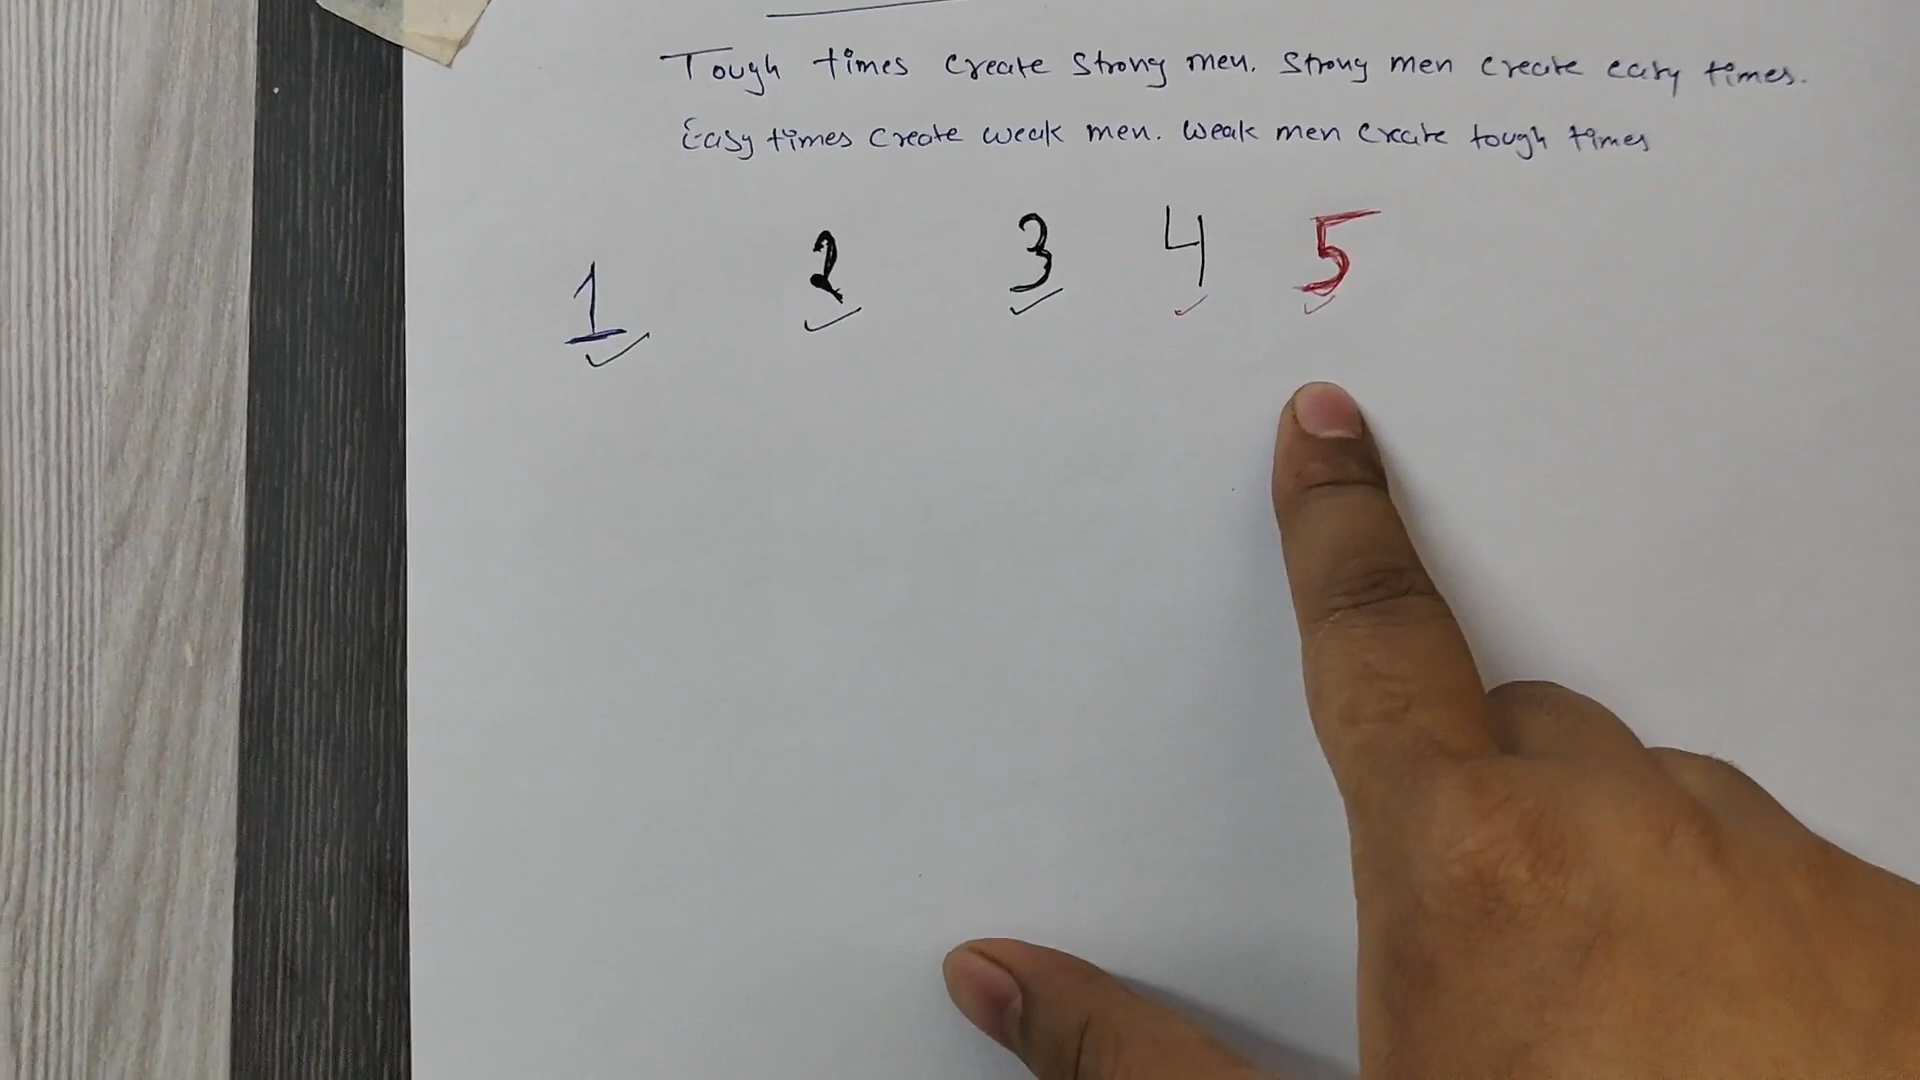 Tough times create strong men. Strong men create easy times.
Easy times create weak men. Weak men create tough times
1 2 3 4 5